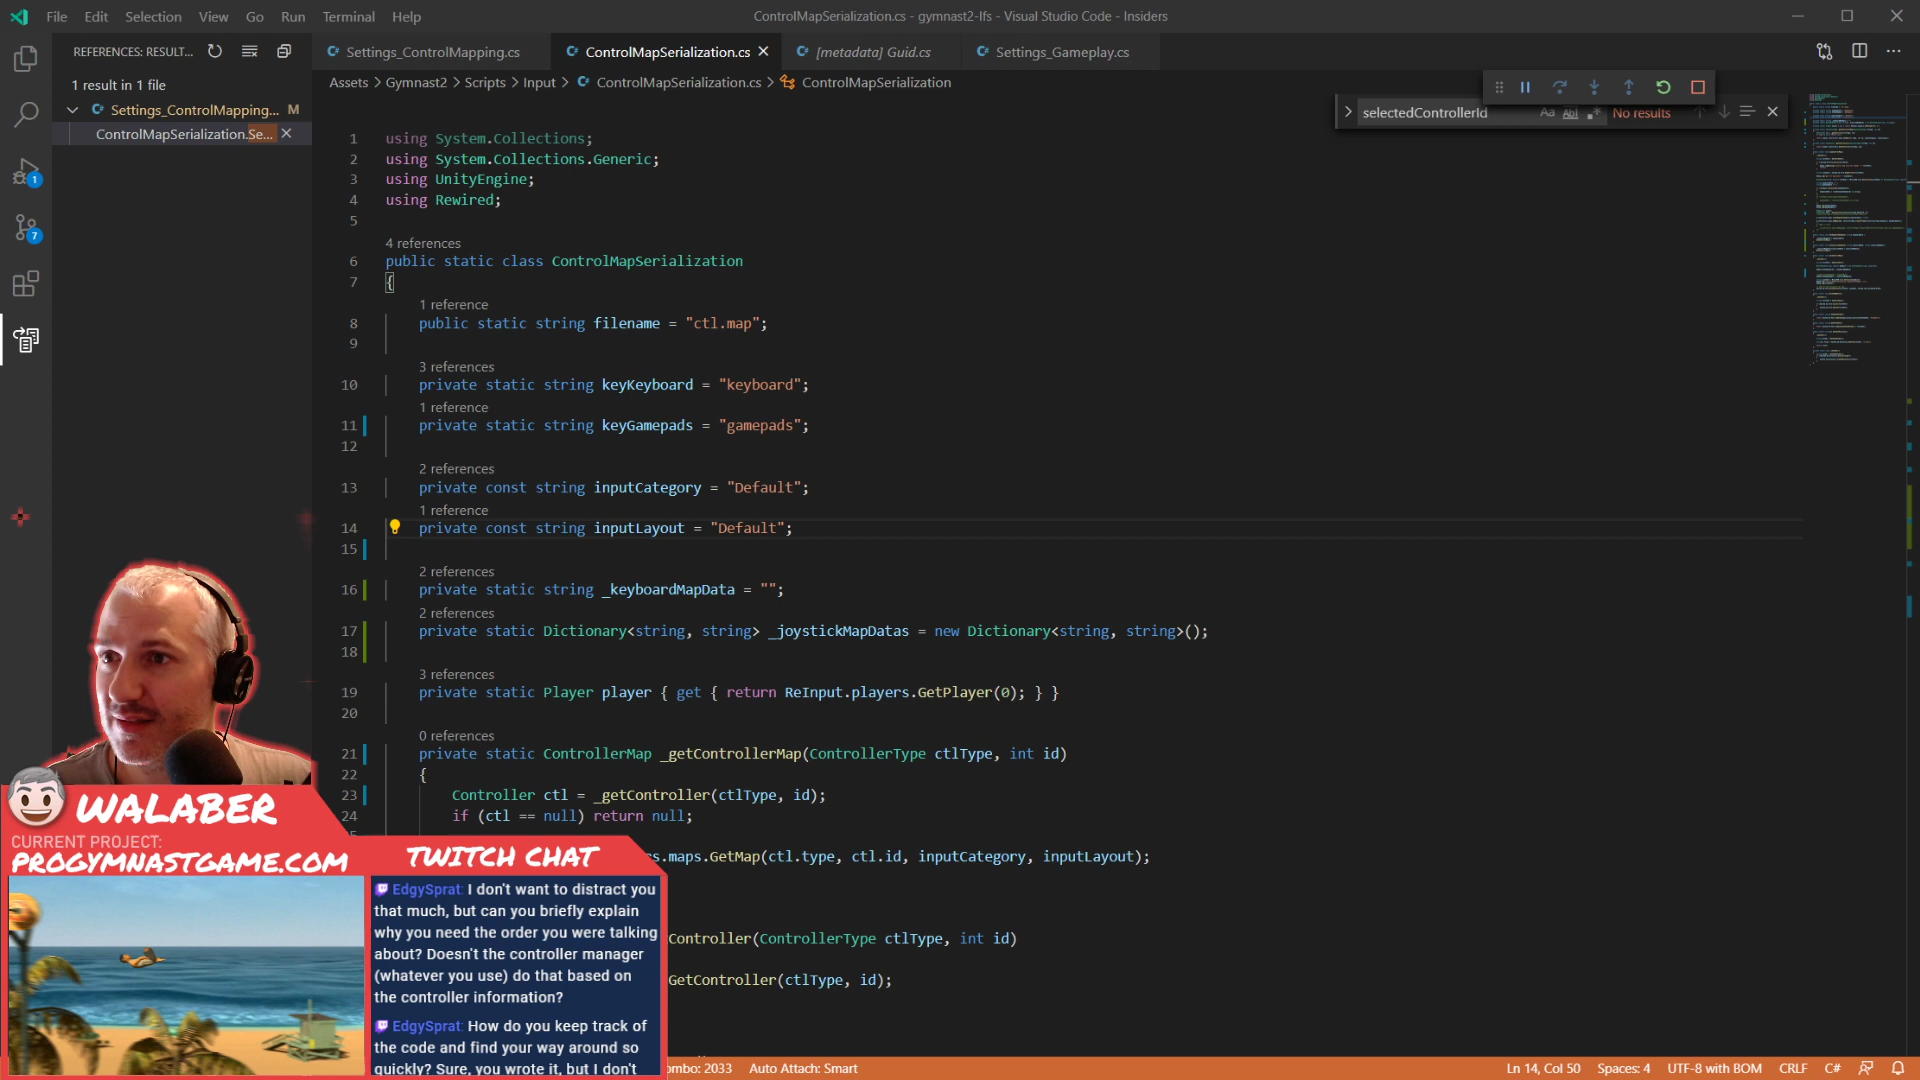 File Edit Selection View Go Run Terminal Help
ControlMapSerialization.cs - gymnast2-lfs - Visual Studio Code - Insiders
REFERENCES: RESULT...
Settings_ControlMapping.cs
ControlMapSerialization.cs
[metadata] Guid.cs
Settings_Gameplay.cs
1 result in 1 file
Settings_ControlMapping... M
ControlMapSerialization.Se...
1
7
Assets > Gymnast2 > Scripts > Input > ControlMapSerialization.cs > ControlMapSerialization
selectedControllerId Aa Abl .* No results
1 using System.Collections;
2 using System.Collections.Generic;
3 using UnityEngine;
4 using Rewired;
5
4 references
6 public static class ControlMapSerialization
7 {
1 reference
8 public static string filename = "ctl.map";
9
3 references
10 private static string keyKeyboard = "keyboard";
1 reference
11 private static string keyGamepads = "gamepads";
12
2 references
13 private const string inputCategory = "Default";
1 reference
14 private const string inputLayout = "Default";
15
2 references
16 private static string _keyboardMapData = "";
2 references
17 private static Dictionary<string, string> _joystickMapDatas = new Dictionary<string, string>();
18
3 references
19 private static Player player { get { return ReInput.players.GetPlayer(0); } }
20
0 references
21 private static ControllerMap _getControllerMap(ControllerType ctlType, int id)
22 {
23 Controller ctl = _getController(ctlType, id);
24 if (ctl == null) return null;
s.maps.GetMap(ctl.type, ctl.id, inputCategory, inputLayout);
Controller(ControllerType ctlType, int id)
GetController(ctlType, id);
WALABER
CURRENT PROJECT:
PROGYMNASTGAME.COM
TWITCH CHAT
EdgySprat: I don't want to distract you
that much, but can you briefly explain
why you need the order you were talking
about? Doesn't the controller manager
(whatever you use) do that based on
the controller information?
EdgySprat: How do you keep track of
the code and find your way around so
quickly? Sure, you wrote it, but I don't
ombo: 2033 Auto Attach: Smart
Ln 14, Col 50 Spaces: 4 UTF-8 with BOM CRLF C#